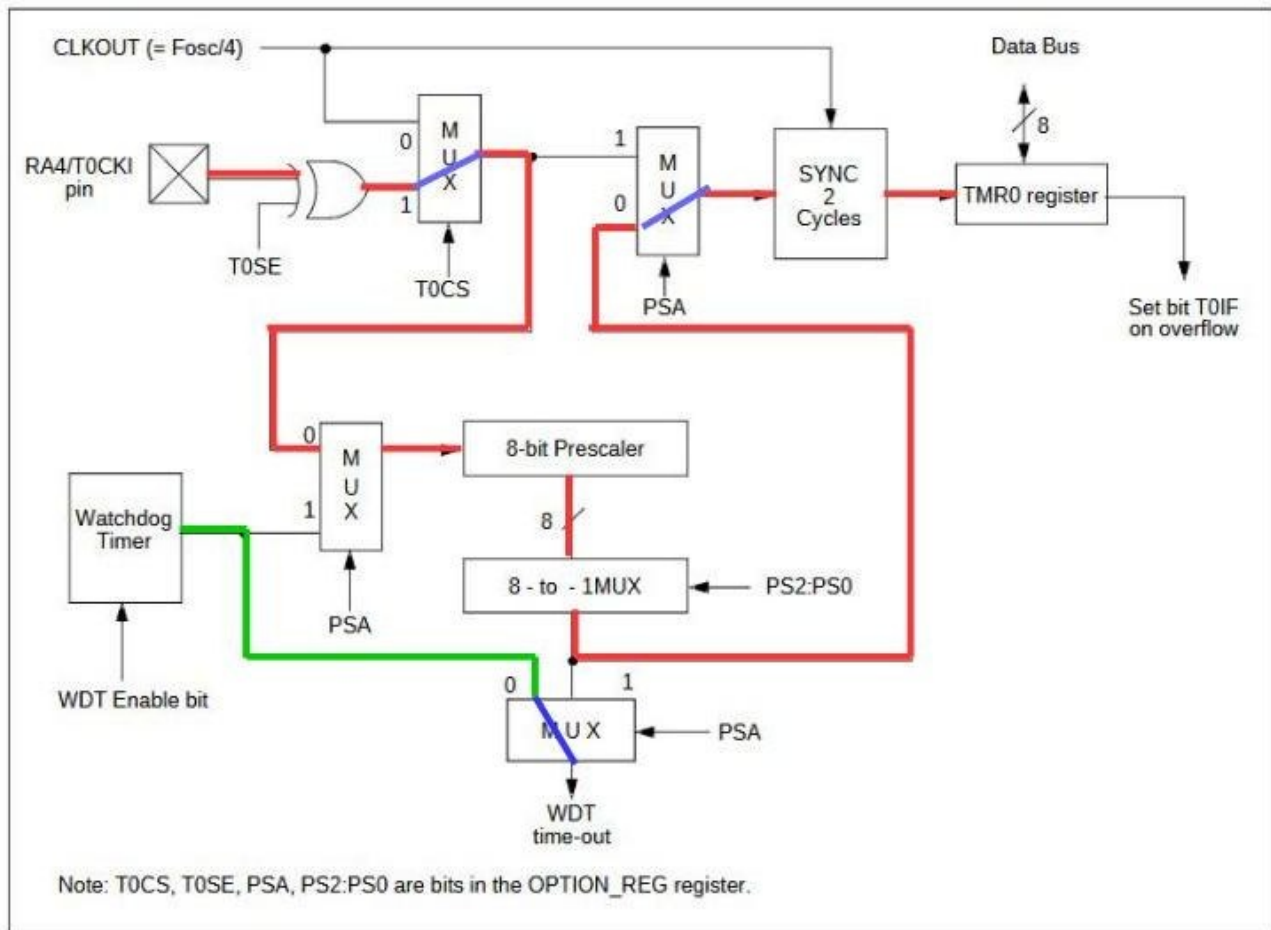 CLKOUT (= Fosc/4)
Data Bus
8
M
U
X
0
1
RA4/T0CKI
pin
T0SE
T0CS
1
0
M
U
X
PSA
SYNC
2
Cycles
TMR0 register
Set bit T0IF
on overflow
0
1
M
U
X
PSA
8-bit Prescaler
8
8 - to - 1MUX
PS2:PS0
Watchdog
Timer
WDT Enable bit
0
1
M U X
PSA
WDT
time-out
Note: T0CS, T0SE, PSA, PS2:PS0 are bits in the OPTION_REG register.